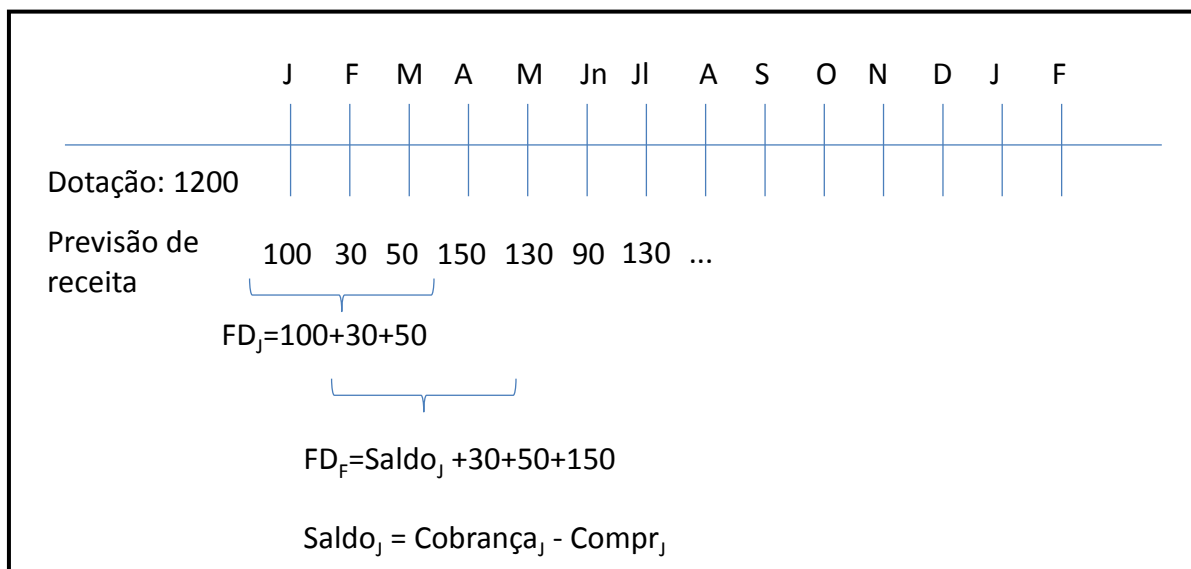 J F M A M Jn Jl A S O N D J F
Dotação: 1200
Previsão de
receita
100 30 50 150 130 90 130 ...
FDJ=100+30+50
FDF=SaldoJ +30+50+150
SaldoJ = CobrançaJ - ComprJ